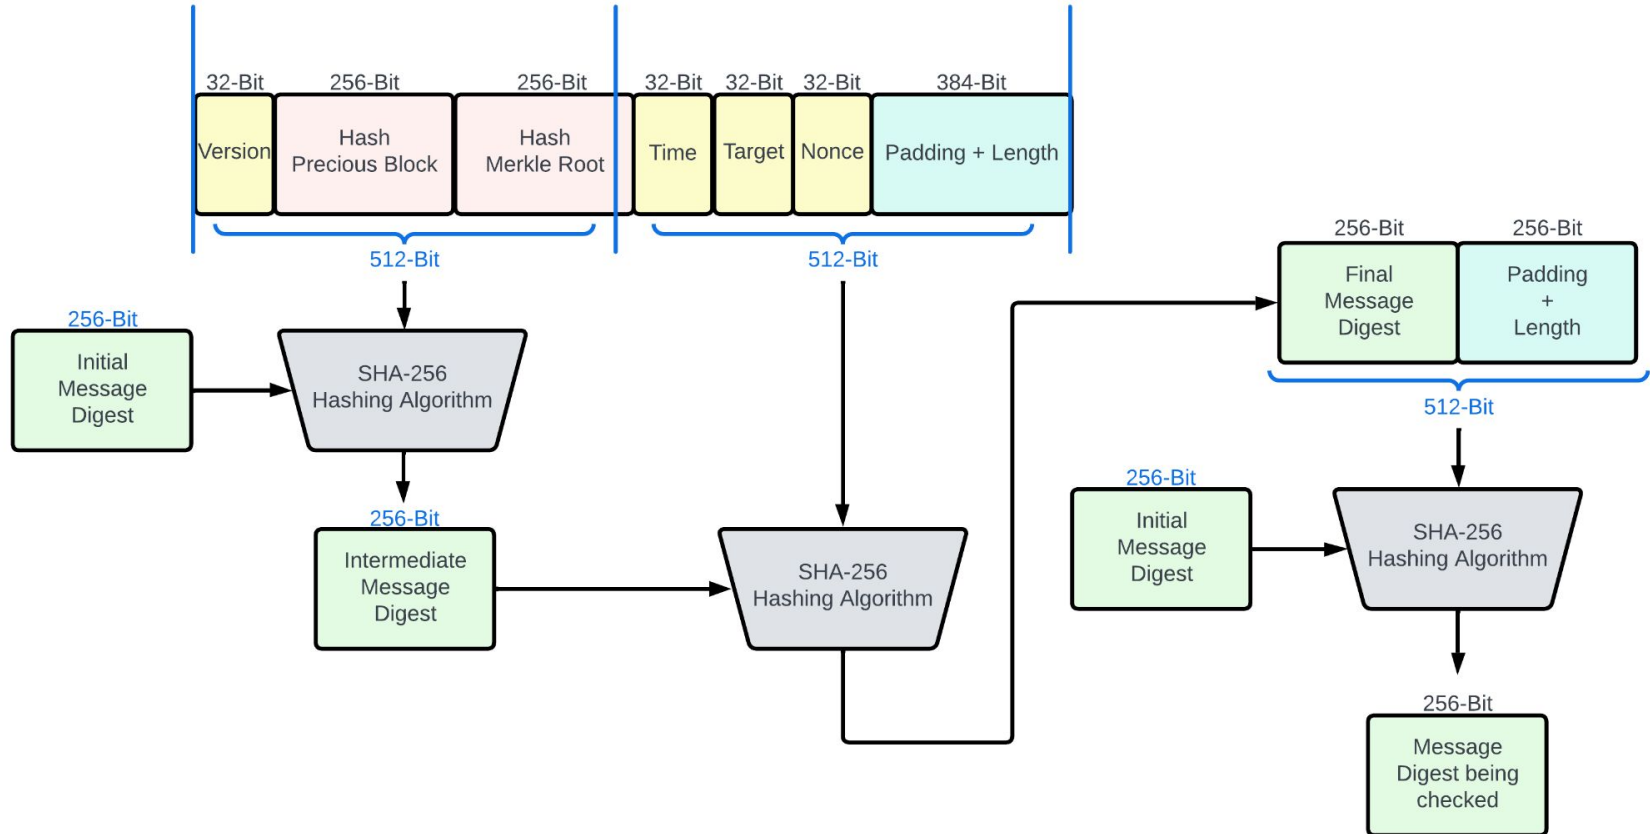 32-Bit
256-Bit
256-Bit
32-Bit
32-Bit
32-Bit
384-Bit
Version
Hash
Precious Block
Hash
Merkle Root
Time
Target
Nonce
Padding + Length
512-Bit
512-Bit
256-Bit
Initial
Message
Digest
SHA-256
Hashing Algorithm
256-Bit
Intermediate
Message
Digest
SHA-256
Hashing Algorithm
256-Bit
256-Bit
Final
Message
Digest
Padding
+
Length
512-Bit
256-Bit
Initial
Message
Digest
SHA-256
Hashing Algorithm
256-Bit
Message
Digest being
checked